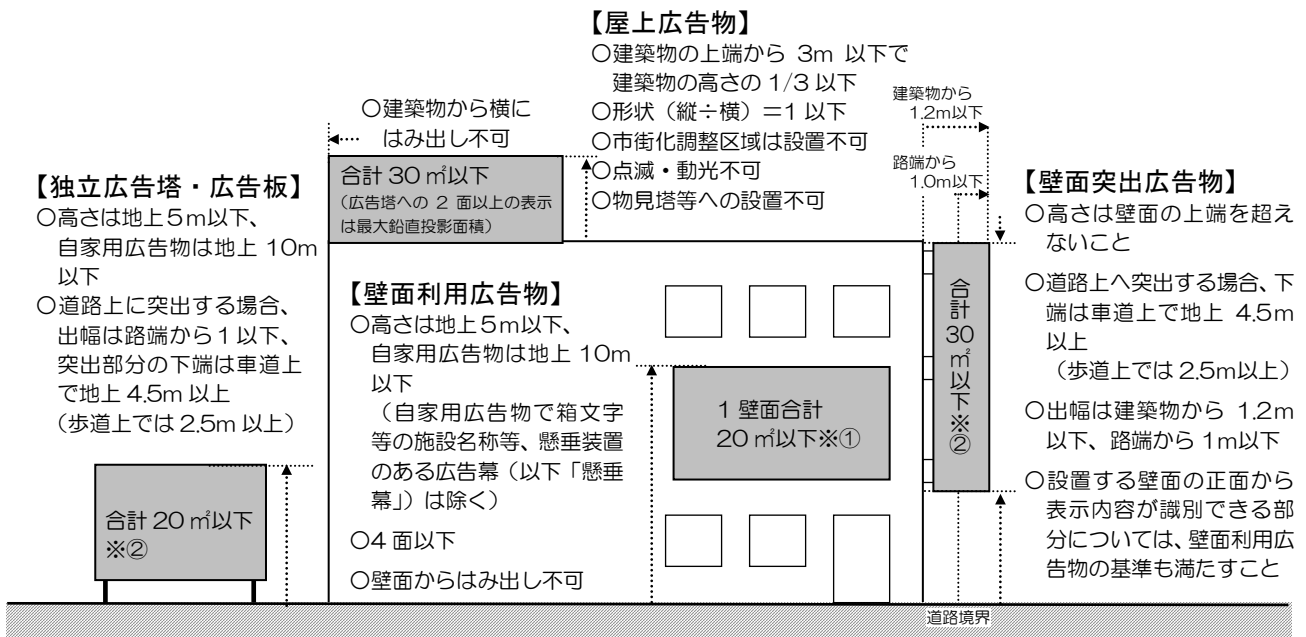 【屋上広告物】
○建築物の上端から 3m 以下で
建築物の高さの 1/3 以下
○形状（縦÷横）＝1 以下
○市街化調整区域は設置不可
○点滅・動光不可
○物見塔等への設置不可
○建築物から横に
はみ出し不可
合計 30 ㎡以下
（広告塔への 2 面以上の表示
は最大鉛直投影面積）
建築物から
1.2m以下
路端から
1.0m以下
【独立広告塔・広告板】
○高さは地上５ｍ以下、
自家用広告物は地上 10m
以下
○道路上に突出する場合、
出幅は路端から１以下、
突出部分の下端は車道上
で地上 4.5m 以上
（歩道上では 2.5m 以上）
合計 20 ㎡以下
※②
【壁面利用広告物】
○高さは地上５ｍ以下、
自家用広告物は地上 10m
以下
（自家用広告物で箱文字
等の施設名称等、懸垂装置
のある広告幕（以下「懸垂
幕」）は除く）
○4 面以下
○壁面からはみ出し不可
1 壁面合計
20 ㎡以下※①
合計30㎡以下※②
【壁面突出広告物】
○高さは壁面の上端を超え
ないこと
○道路上へ突出する場合、下
端は車道上で地上 4.5m
以上
（歩道上では 2.5m以上）
○出幅は建築物から 1.2m
以下、路端から 1m以下
○設置する壁面の正面から
表示内容が識別できる部
分については、壁面利用広
告物の基準も満たすこと
道路境界